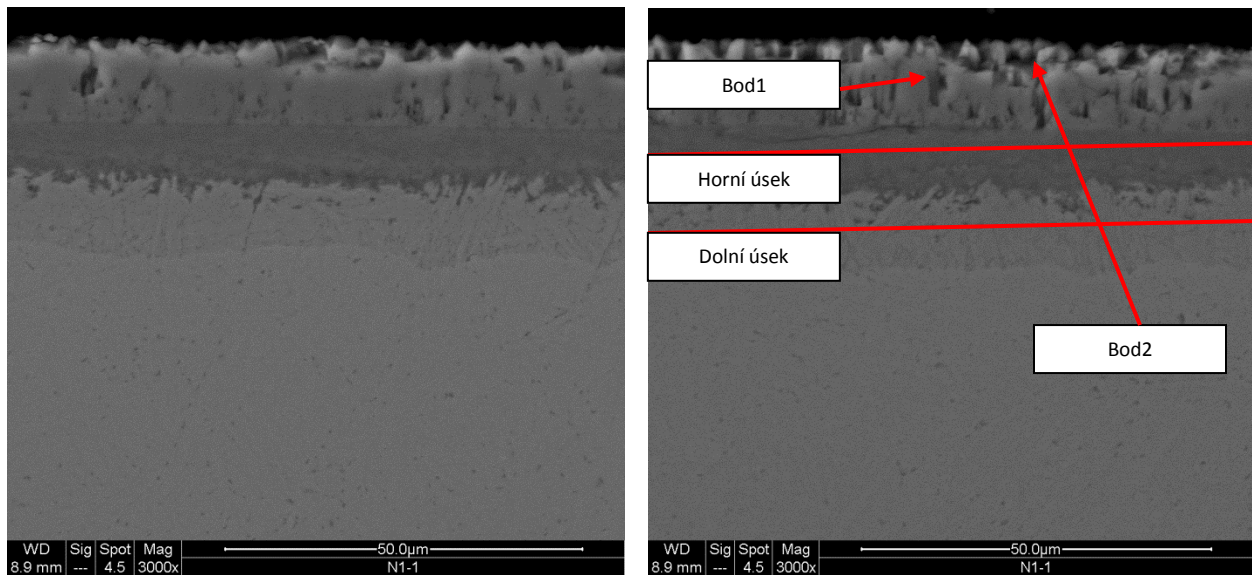 Bod1
Horní úsek
Dolní úsek
Bod2
WD Sig Spot Mag 50.0µm
8.9 mm --- 4.5 3000x N1-1
WD Sig Spot Mag 50.0µm
8.9 mm --- 4.5 3000x N1-1